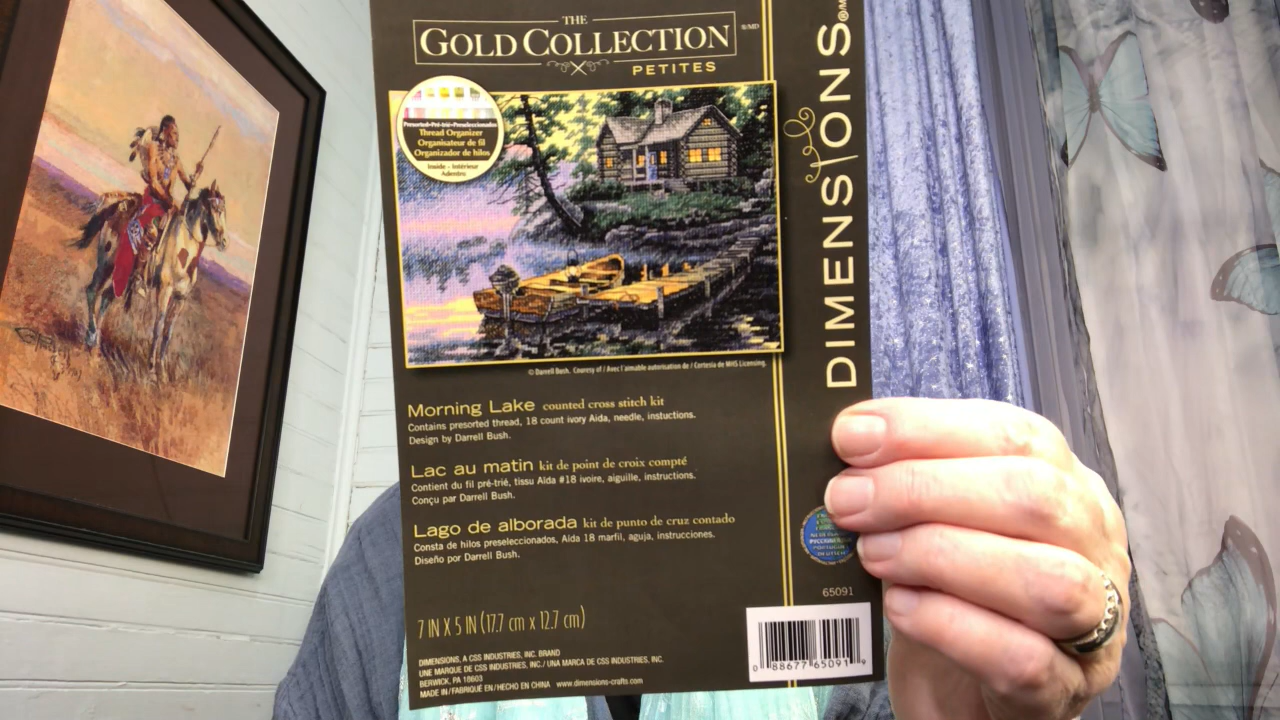 THE
GOLD COLLECTION ®/MD
PETITES
DIMENSIONS®/M
Presorted-Pré-trié-Preseleccionados
Thread Organizer
Organisateur de fil
Organizador de hilos
Inside - Intérieur
Adentro
© Darrell Bush. Couresy of / Avec l'aimable autorisation de / Cortesia de MHS Licensing.
Morning Lake counted cross stitch kit
Contains presorted thread, 18 count ivory Aida, needle, instuctions.
Design by Darrell Bush.
Lac au matin kit de point de croix compté
Contient du fil pré-trié, tissu Aïda #18 ivoire, aiguille, instructions.
Conçu par Darrell Bush.
Lago de alborada kit de punto de cruz contado
Consta de hilos preseleccionados, Aida 18 marfil, aguja, instrucciones.
Diseño por Darrell Bush.
7 IN X 5 IN (17.7 cm x 12.7 cm)
DIMENSIONS, A CSS INDUSTRIES, INC. BRAND
UNE MARQUE DE CSS INDUSTRIES, INC./ UNA MARCA DE CSS INDUSTRIES, INC.
BERWICK, PA 18603
MADE IN/FABRIQUÉ EN/HECHO EN CHINA www.dimensions-crafts.com
65091
0 88677 65091 9